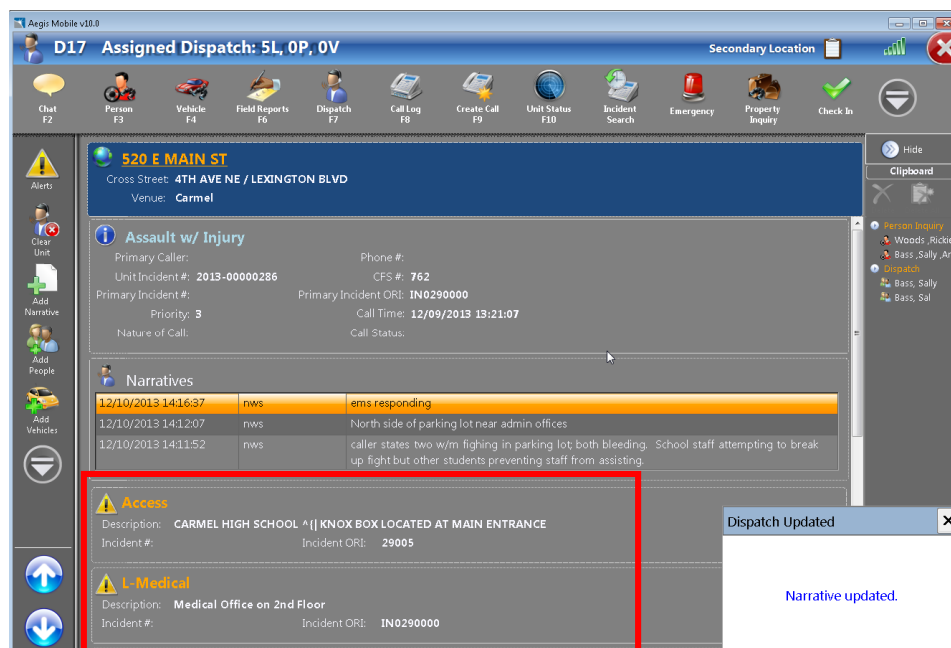 Aegis Mobile v10.0
D17 Assigned Dispatch: 5L, 0P, 0V
Secondary Location
Chat
F2
Person
F3
Vehicle
F4
Field Reports
F6
Dispatch
F7
Call Log
F8
Create Call
F9
Unit Status
F10
Incident
Search
Emergency
Property
Inquiry
Check In
Alerts
Clear
Unit
Add
Narrative
Add
People
Add
Vehicles
520 E MAIN ST
Cross Street: 4TH AVE NE / LEXINGTON BLVD
Venue: Carmel
Assault w/ Injury
Primary Caller: Phone #:
Unit Incident #: 2013-00000286 CFS #: 762
Primary Incident #: Primary Incident ORI: IN0290000
Priority: 3 Call Time: 12/09/2013 13:21:07
Nature of Call: Call Status:
Narratives
12/10/2013 14:16:37 nws ems responding
12/10/2013 14:12:07 nws North side of parking lot near admin offices
12/10/2013 14:11:52 nws caller states two w/m fighing in parking lot; both bleeding. School staff attempting to break
up fight but other students preventing staff from assisting.
Access
Description: CARMEL HIGH SCHOOL ^{| KNOX BOX LOCATED AT MAIN ENTRANCE
Incident #: Incident ORI: 29005
L-Medical
Description: Medical Office on 2nd Floor
Incident #: Incident ORI: IN0290000
Hide
Clipboard
Person Inquiry
Woods ,Rickie
Bass ,Sally ,An
Dispatch
Bass, Sally
Bass, Sal
Dispatch Updated
Narrative updated.